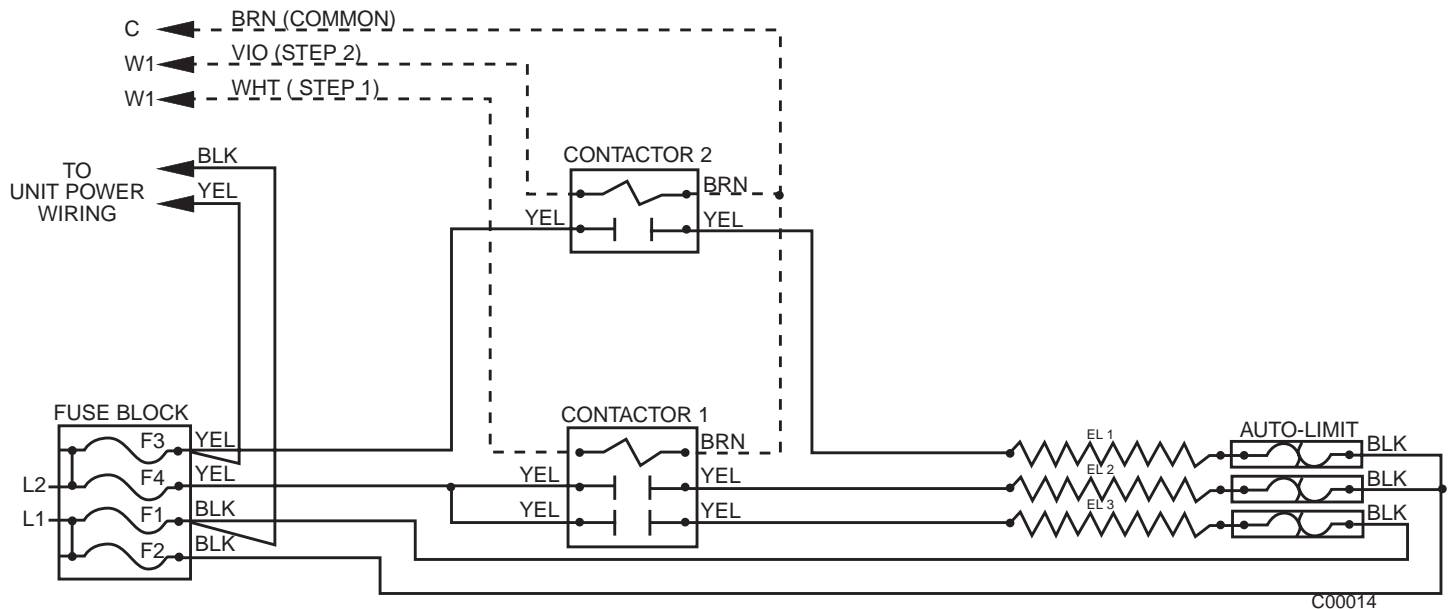 C
BRN (COMMON)
W1
VIO (STEP 2)
W1
WHT ( STEP 1)
TO
UNIT POWER
WIRING
BLK
YEL
CONTACTOR 2
BRN
YEL
YEL
FUSE BLOCK
F3
YEL
L2
F4
YEL
L1
F1
BLK
F2
BLK
CONTACTOR 1
BRN
YEL
YEL
YEL
YEL
EL 1
EL 2
EL 3
AUTO-LIMIT
BLK
BLK
BLK
C00014